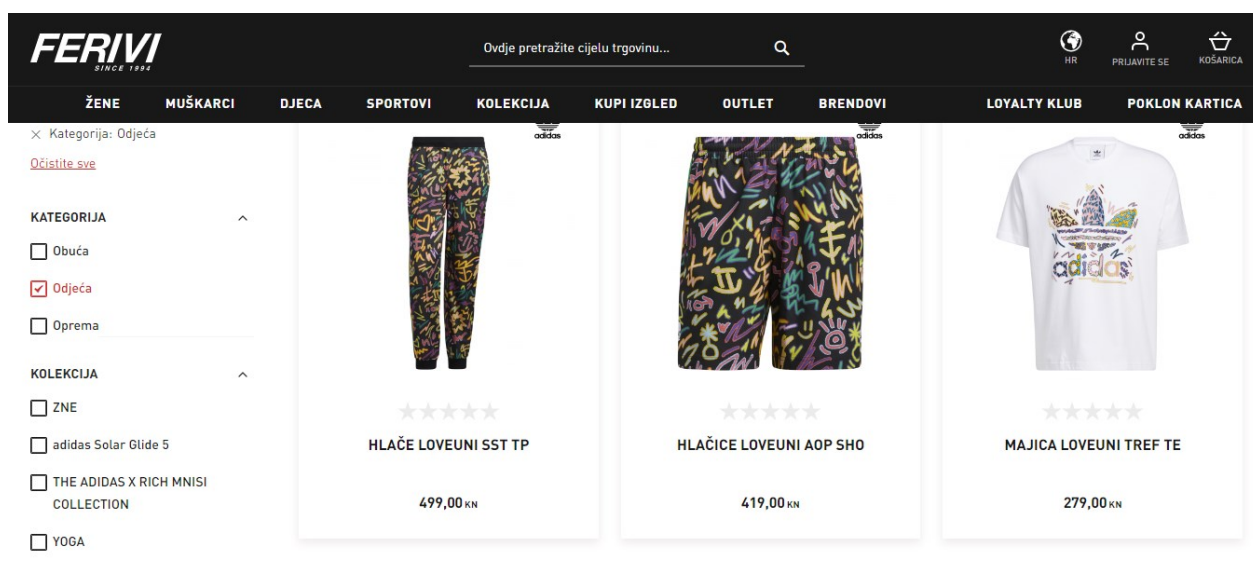 FERIVI
SINCE 1994
Ovdje pretražite cijelu trgovinu...
HR
PRIJAVITE SE
KOŠARICA
ŽENE
MUŠKARCI
DJECA
SPORTOVI
KOLEKCIJA
KUPI IZGLED
OUTLET
BRENDOVI
LOYALTY KLUB
POKLON KARTICA
Kategorija: Odjeća
Očistite sve
KATEGORIJA
Obuća
Odjeća
Oprema
KOLEKCIJA
ZNE
adidas Solar Glide 5
THE ADIDAS X RICH MNISI
COLLECTION
YOGA
adidas
HLAČE LOVEUNI SST TP
499,00 KN
adidas
HLAČICE LOVEUNI AOP SHO
419,00 KN
adidas
adidas
MAJICA LOVEUNI TREF TE
279,00 KN